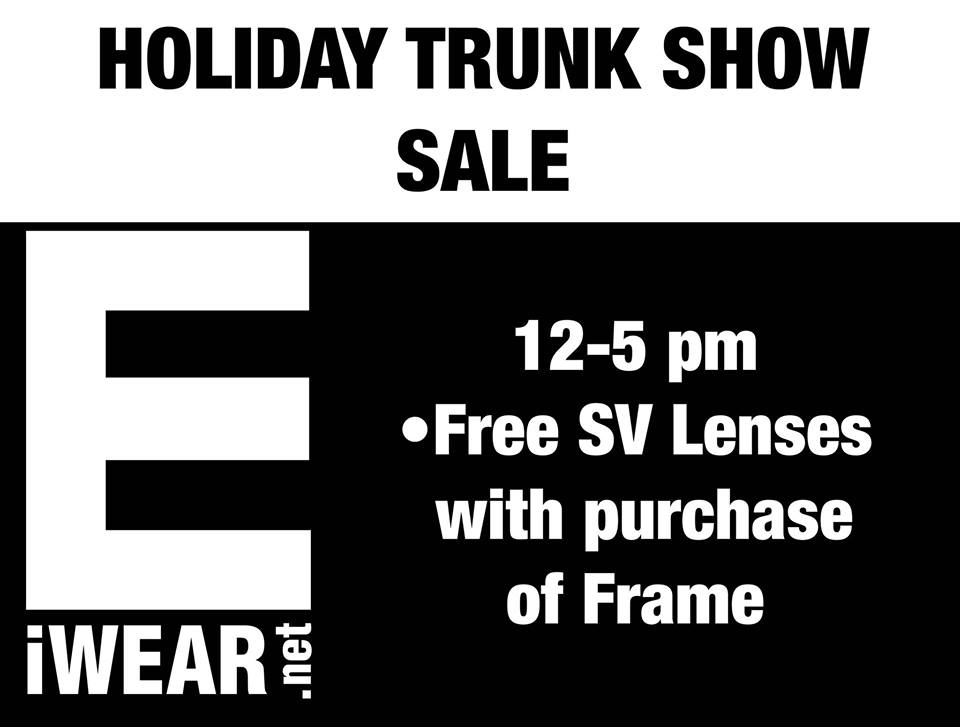 HOLIDAY TRUNK SHOW
SALE
E
iWEAR.net
12-5 pm
•Free SV Lenses
with purchase
of Frame